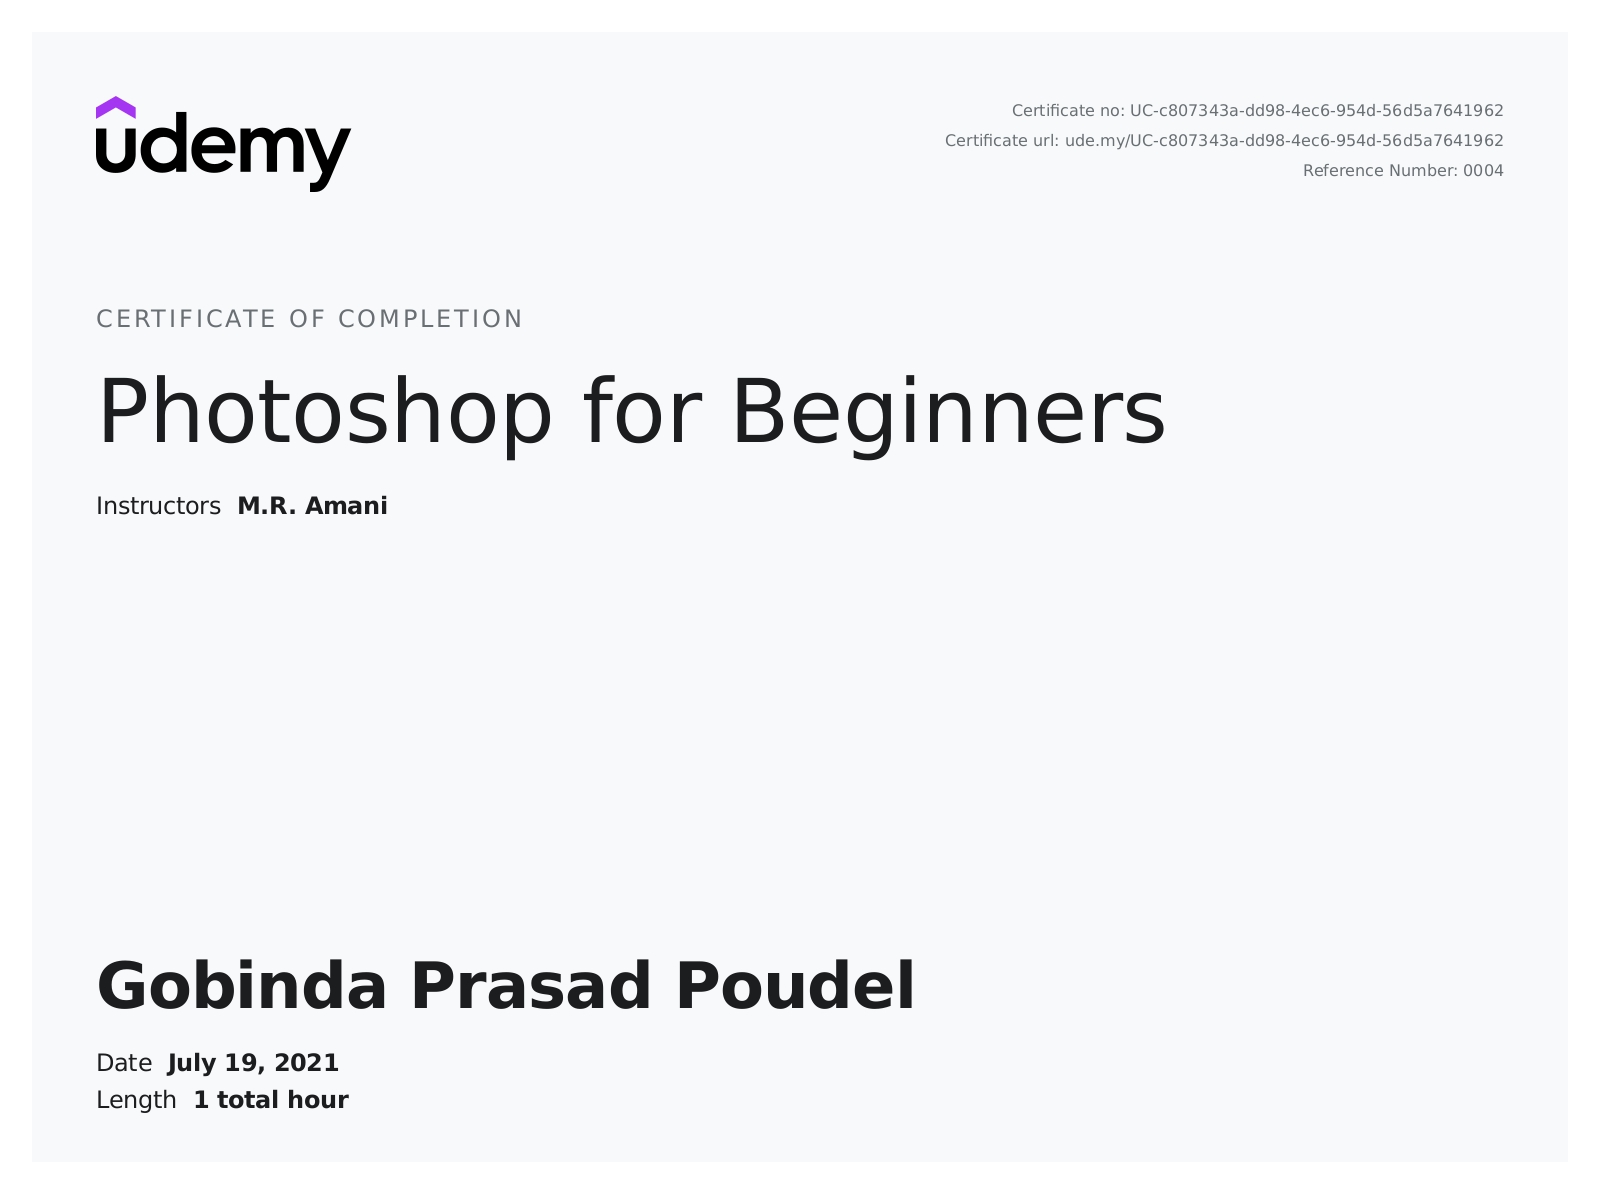 udemy
Certificate no: UC-c807343a-dd98-4ec6-954d-56d5a7641962
Certificate url: ude.my/UC-c807343a-dd98-4ec6-954d-56d5a7641962
Reference Number: 0004
CERTIFICATE OF COMPLETION
Photoshop for Beginners
Instructors M.R. Amani
Gobinda Prasad Poudel
Date July 19, 2021
Length 1 total hour